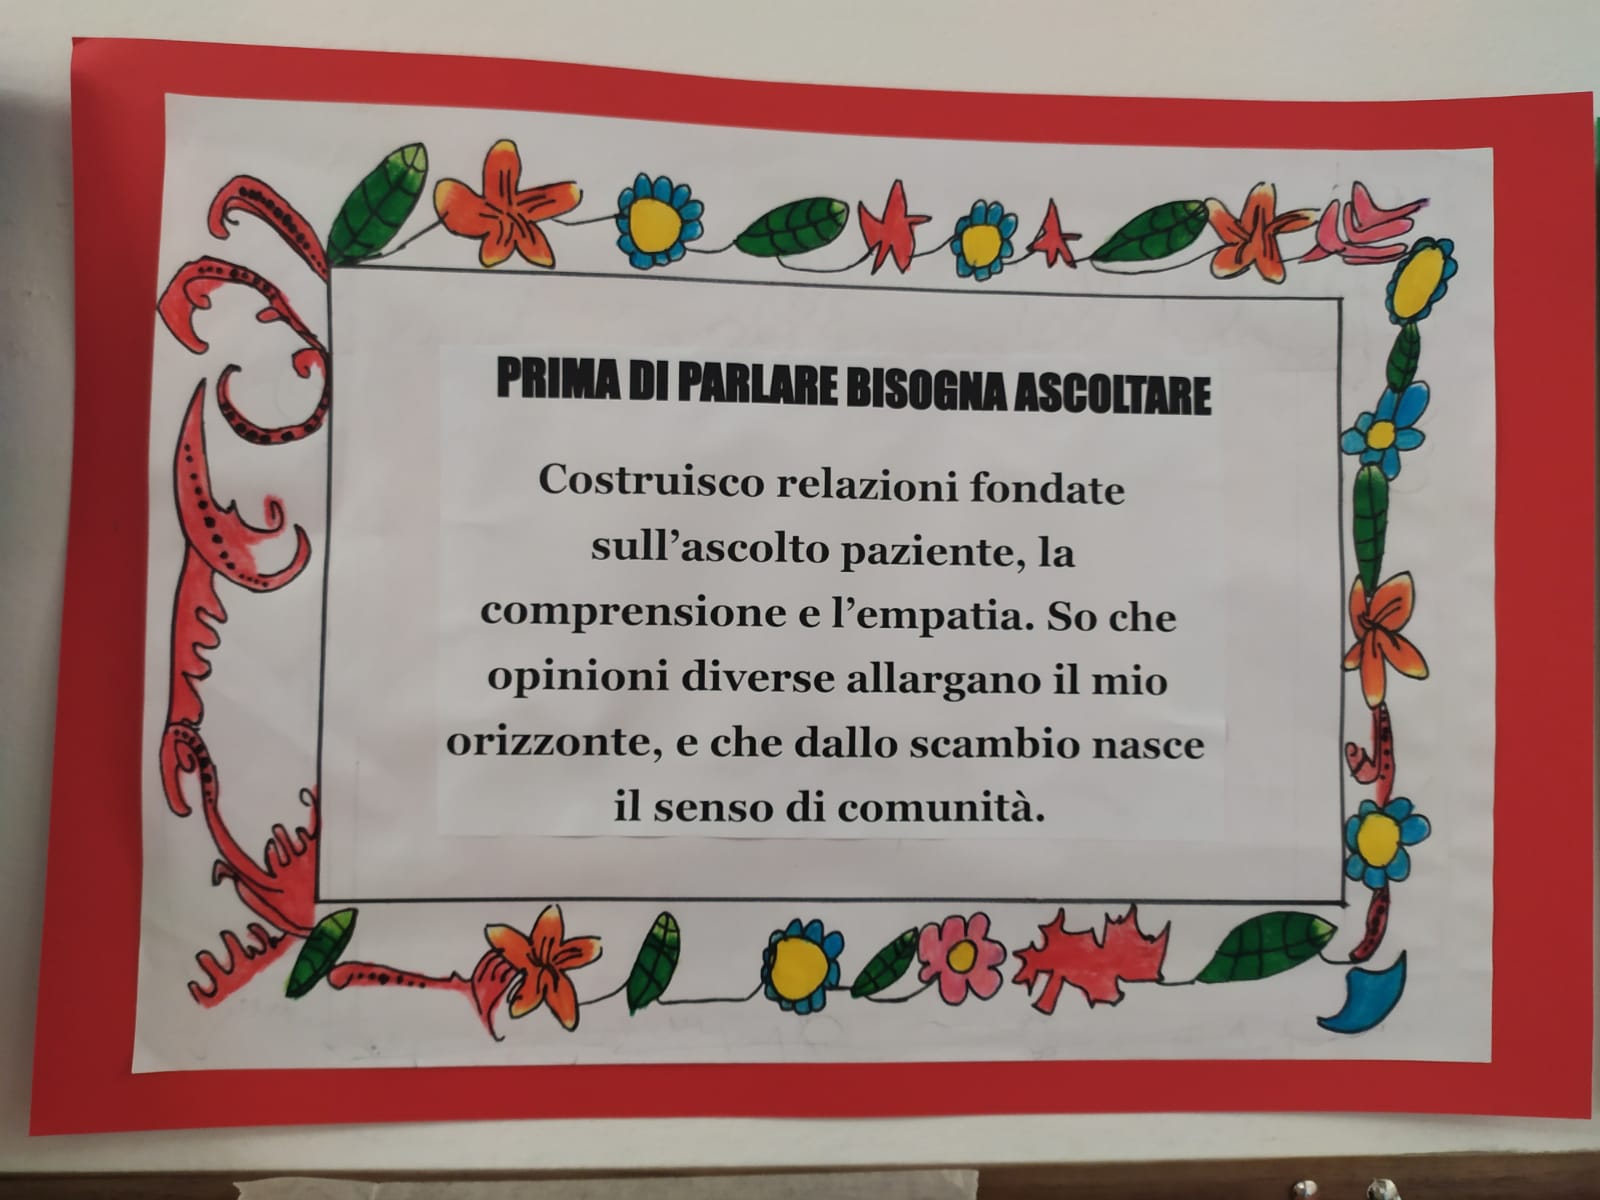 PRIMA DI PARLARE BISOGNA ASCOLTARE
Costruisco relazioni fondate
sull’ascolto paziente, la
comprensione e l’empatia. So che
opinioni diverse allargano il mio
orizzonte, e che dallo scambio nasce
il senso di comunità.